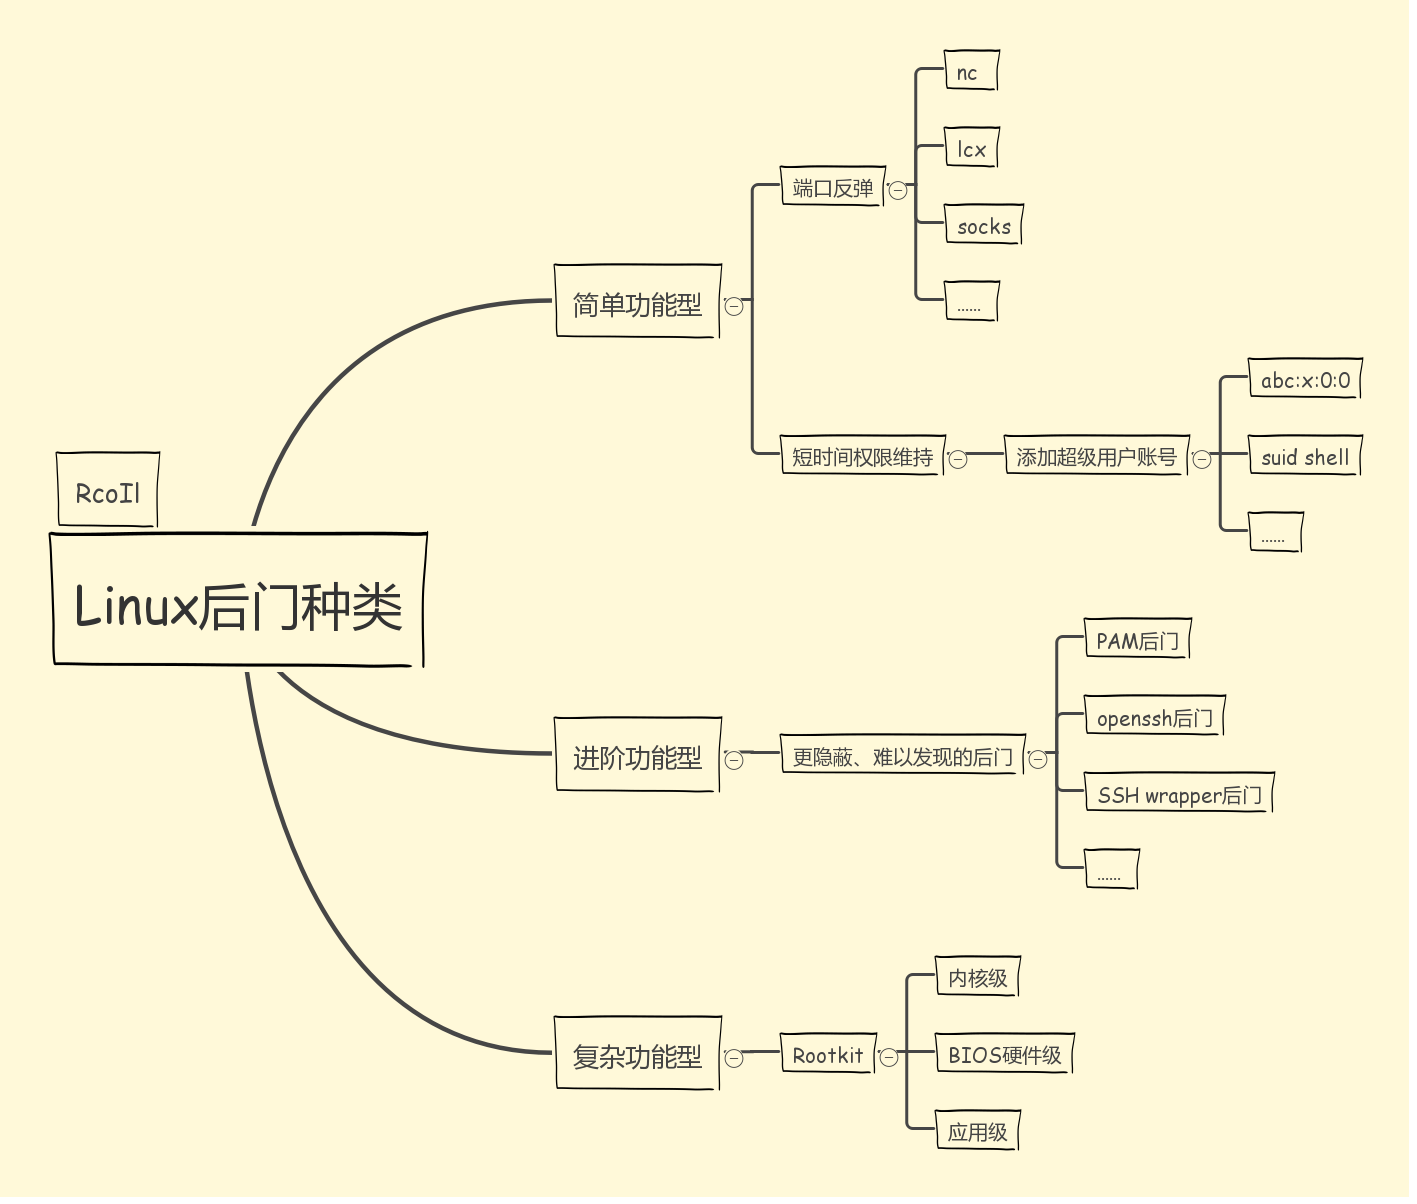 RcoIl
Linux后门种类
简单功能型
端口反弹
nc
lcx
socks
......
短时间权限维持
添加超级用户账号
abc:x:0:0
suid shell
......
进阶功能型
更隐蔽、难以发现的后门
PAM后门
openssh后门
SSH wrapper后门
......
复杂功能型
Rootkit
内核级
BIOS硬件级
应用级